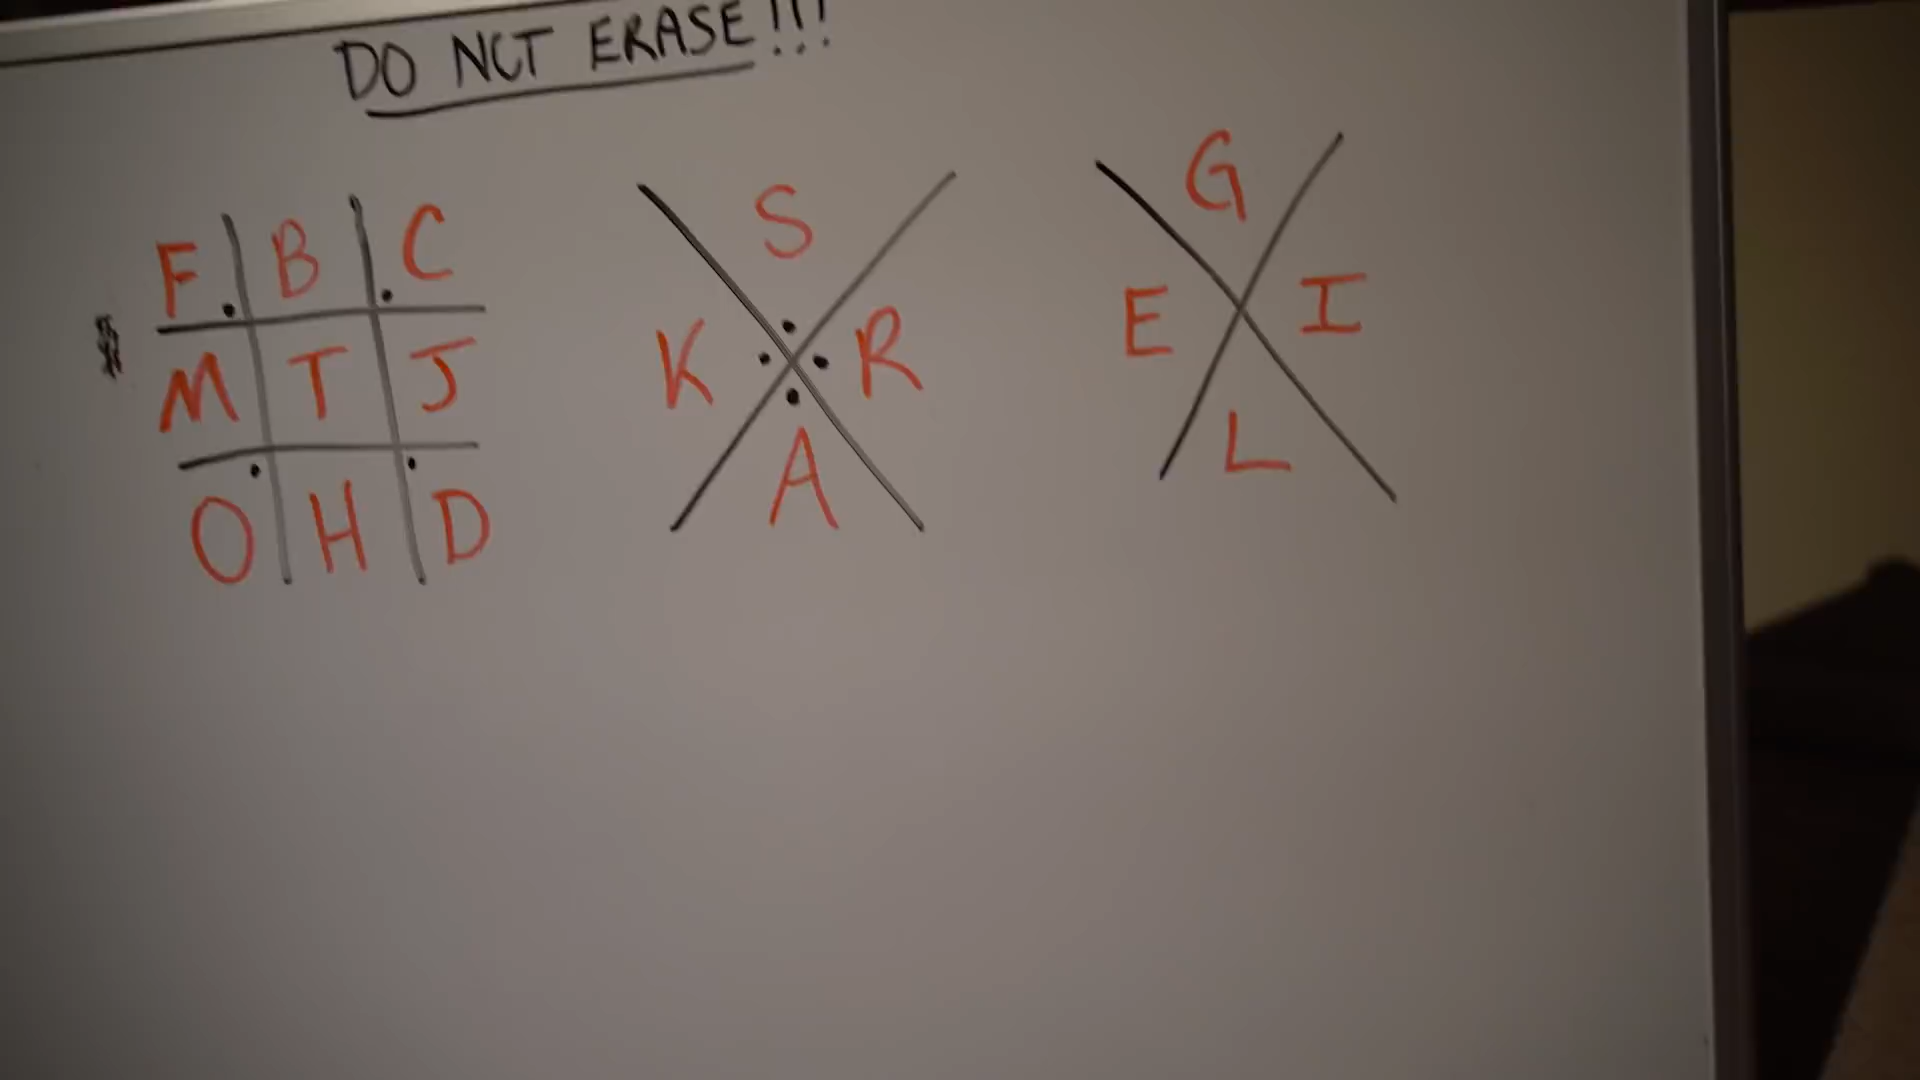 DO NOT ERASE!!!
F B C
M T J
O H D
S
K R
A
G
E I
L